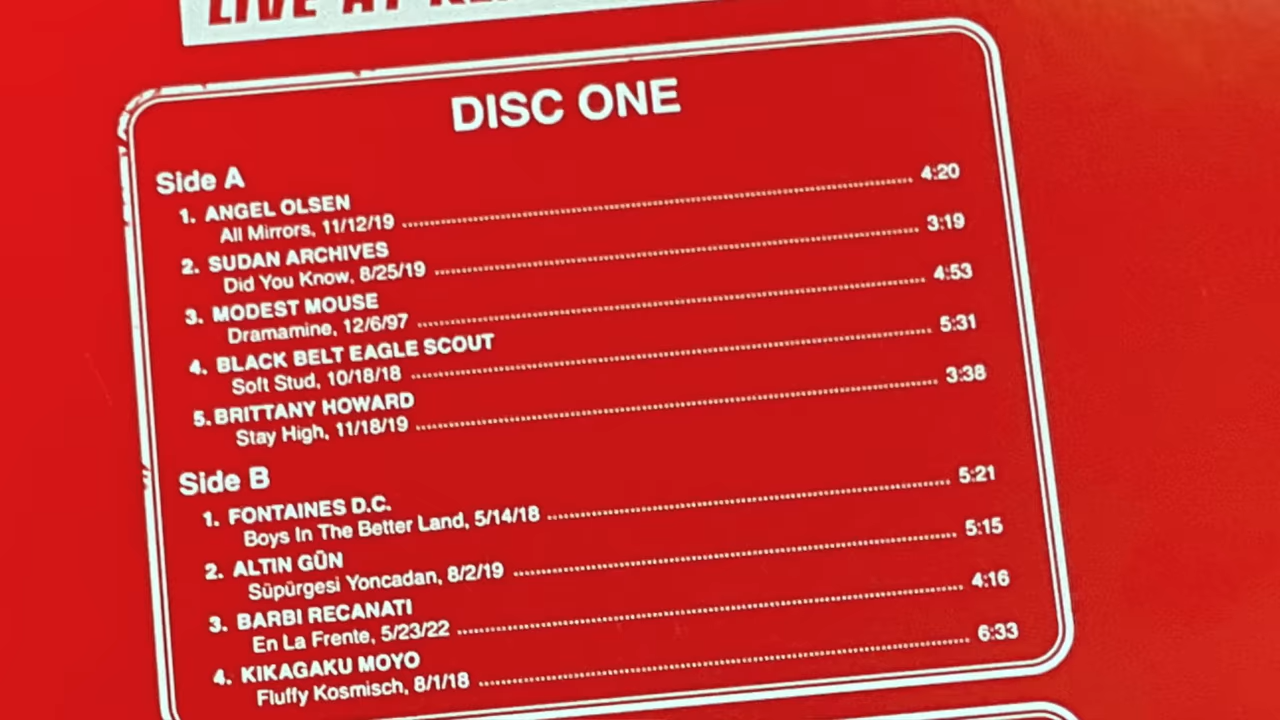 LIVE AT
DISC ONE
Side A
1. ANGEL OLSEN
All Mirrors, 11/12/19 4:20
2. SUDAN ARCHIVES
Did You Know, 8/25/19 3:19
3. MODEST MOUSE
Dramamine, 12/6/97 4:53
4. BLACK BELT EAGLE SCOUT
Soft Stud, 10/18/18 5:31
5. BRITTANY HOWARD
Stay High, 11/18/19 3:38
Side B
1. FONTAINES D.C.
Boys In The Better Land, 5/14/18 5:21
2. ALTIN GÜN
Süpürgesi Yoncadan, 8/2/19 5:15
3. BARBI RECANATI
En La Frente, 5/23/22 4:16
4. KIKAGAKU MOYO
Fluffy Kosmisch, 8/1/18 6:33